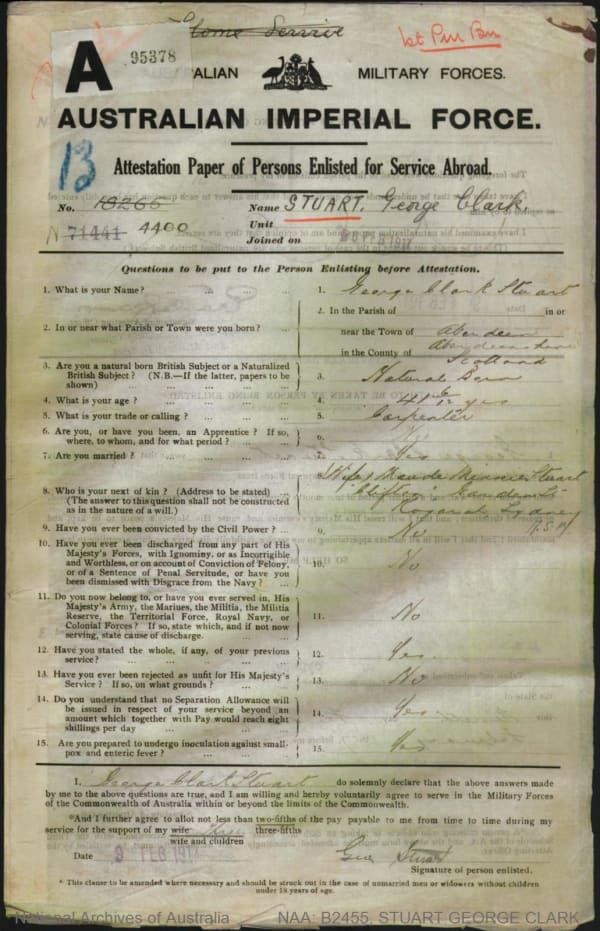 Home Service
1st Pnr Bn
A 95378
ALIAN MILITARY FORCES.
AUSTRALIAN IMPERIAL FORCE.
13
Attestation Paper of Persons Enlisted for Service Abroad.
No. 18266 Name STUART, George Clark.
N 71441 4400 Unit
Joined on
Questions to be put to the Person Enlisting before Attestation.
1. What is your Name? ... ... ... 1. George Clark Stuart
2. In or near what Parish or Town were you born? ... 2. In the Parish of in or
near the Town of Aberdeen
in the County of Aberdeenshire
Scotland
3. Are you a natural born British Subject or a Naturalized
British Subject? (N.B.—If the latter, papers to be
shown) ... ... ... ... 3. Natural Born
4. What is your age? ... ... ... 4. yrs
5. What is your trade or calling? ... ... 5. Carpenter
6. Are you, or have you been, an Apprentice? If so,
where, to whom, and for what period? ... ... 6. No
7. Are you married? ... ... ... 7. Yes
8. Who is your next of kin? (Address to be stated) ...
(The answer to this question shall not be construed
as in the nature of a will.) 8. Wife Maude Minnie Stuart
Clifton
Kogarah Sydney
NSW
9. Have you ever been convicted by the Civil Power? ... 9. No
10. Have you ever been discharged from any part of His
Majesty's Forces, with Ignominy, or as Incorrigible
and Worthless, or on account of Conviction of Felony,
or of a Sentence of Penal Servitude, or have you
been dismissed with Disgrace from the Navy? ... 10. No
11. Do you now belong to, or have you ever served in, His
Majesty's Army, the Marines, the Militia, the Militia
Reserve, the Territorial Force, Royal Navy, or
Colonial Forces? If so, state which, and if not now
serving, state cause of discharge. ... ... 11. No
12. Have you stated the whole, if any, of your previous
service? ... ... ... ... 12. Yes
13. Have you ever been rejected as unfit for His Majesty's
Service? If so, on what grounds? ... ... 13. No
14. Do you understand that no Separation Allowance will
be issued in respect of your service beyond an
amount which together with Pay would reach eight
shillings per day ... ... ... 14. Yes
15. Are you prepared to undergo inoculation against small-
pox and enteric fever? ... ... ... 15. Yes
I, George Clark Stuart do solemnly declare that the above answers made
by me to the above questions are true, and I am willing and hereby voluntarily agree to serve in the Military Forces
of the Commonwealth of Australia within or beyond the limits of the Commonwealth.
*And I further agree to allot not less than two-fifths of the pay payable to me from time to time during my
service for the support of my wife three three-fifths
wife and children
Date 9 FEB 1917 Geo Stuart
Signature of person enlisted.
* This clause to be amended where necessary and should be struck out in the case of unmarried men or widowers without children
under 18 years of age.
National Archives of Australia NAA: B2455, STUART GEORGE CLARK